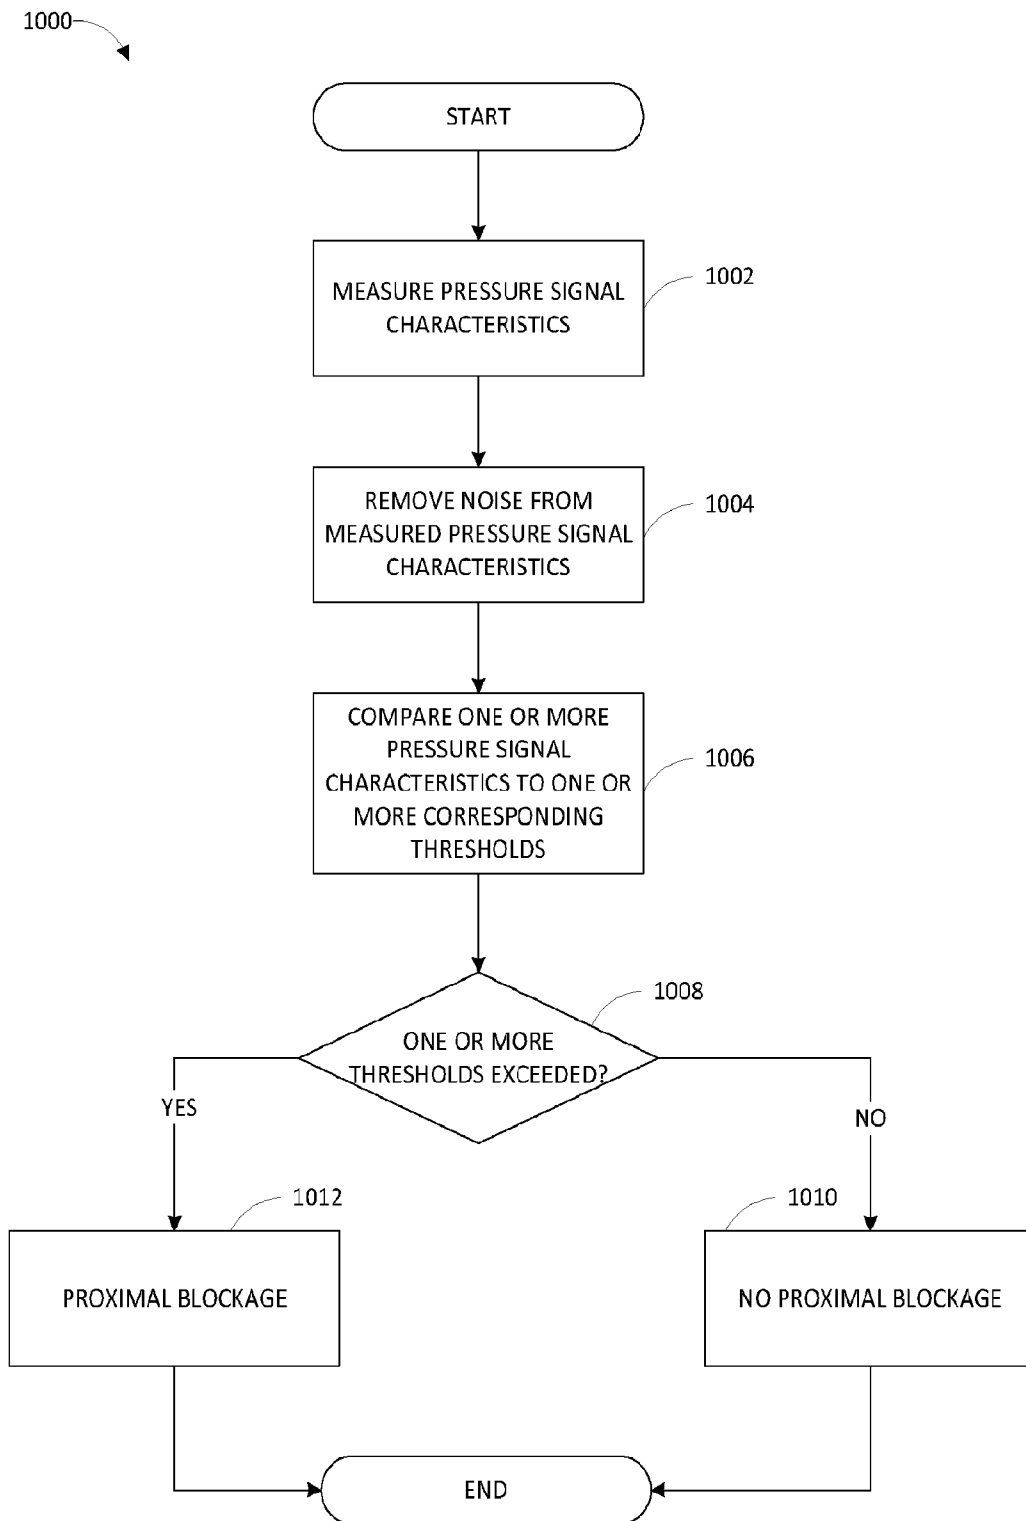 1000
START
MEASURE PRESSURE SIGNAL
CHARACTERISTICS
1002
REMOVE NOISE FROM
MEASURED PRESSURE SIGNAL
CHARACTERISTICS
1004
COMPARE ONE OR MORE
PRESSURE SIGNAL
CHARACTERISTICS TO ONE OR
MORE CORRESPONDING
THRESHOLDS
1006
1008
ONE OR MORE
THRESHOLDS EXCEEDED?
YES
NO
1012
PROXIMAL BLOCKAGE
1010
NO PROXIMAL BLOCKAGE
END